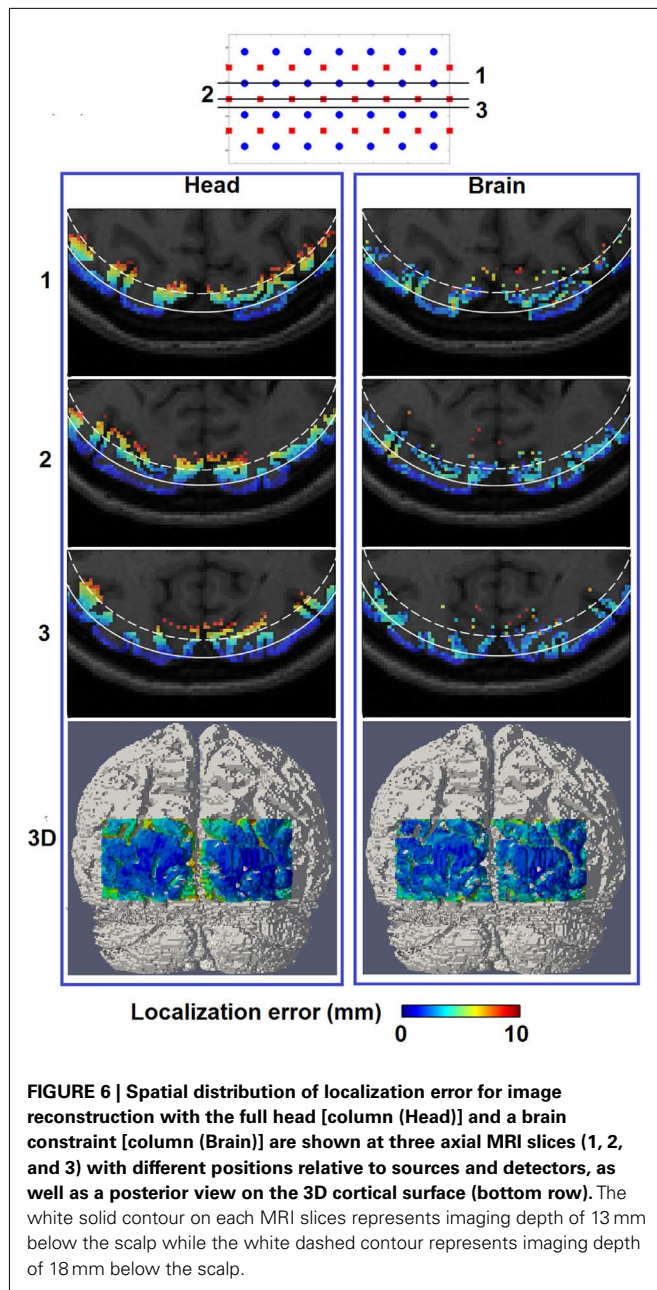 1
2
3
Head
Brain
1
2
3
3D
Localization error (mm)
0
10
FIGURE 6 | Spatial distribution of localization error for image
reconstruction with the full head [column (Head)] and a brain
constraint [column (Brain)] are shown at three axial MRI slices (1, 2,
and 3) with different positions relative to sources and detectors, as
well as a posterior view on the 3D cortical surface (bottom row). The
white solid contour on each MRI slices represents imaging depth of 13 mm
below the scalp while the white dashed contour represents imaging depth
of 18 mm below the scalp.